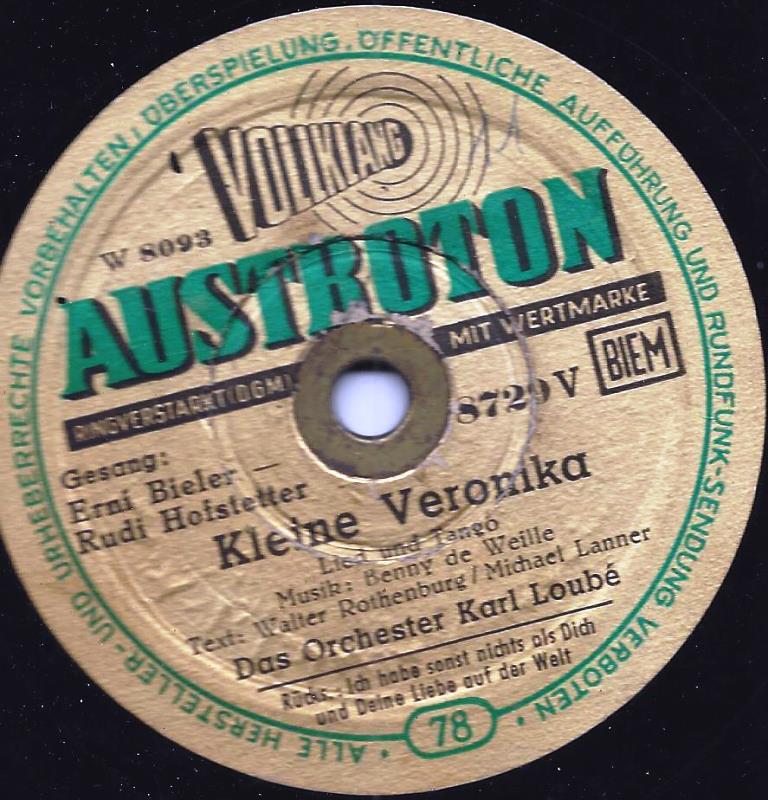 ALLE HERSTELLER- UND URHEBERRECHTE VORBEHALTEN, ÜBERSPIELUNG, ÖFFENTLICHE AUFFÜHRUNG UND RUNDFUNK-SENDUNG VERBOTEN
VOLLKLANG
W 8093
AUSTROTON
RINGVERSTÄRKT (DGM)
MIT WERTMARKE
8729 V
BIEM
Gesang:
Erni Bieler —
Rudi Hofstetter
Kleine Veronika
Lied und Tango
Musik: Benny de Weille
Text: Walter Rothenburg / Michael Lanner
Das Orchester Karl Loubé
Rücks.: Ich habe sonst nichts als Dich
und Deine Liebe auf der Welt
78